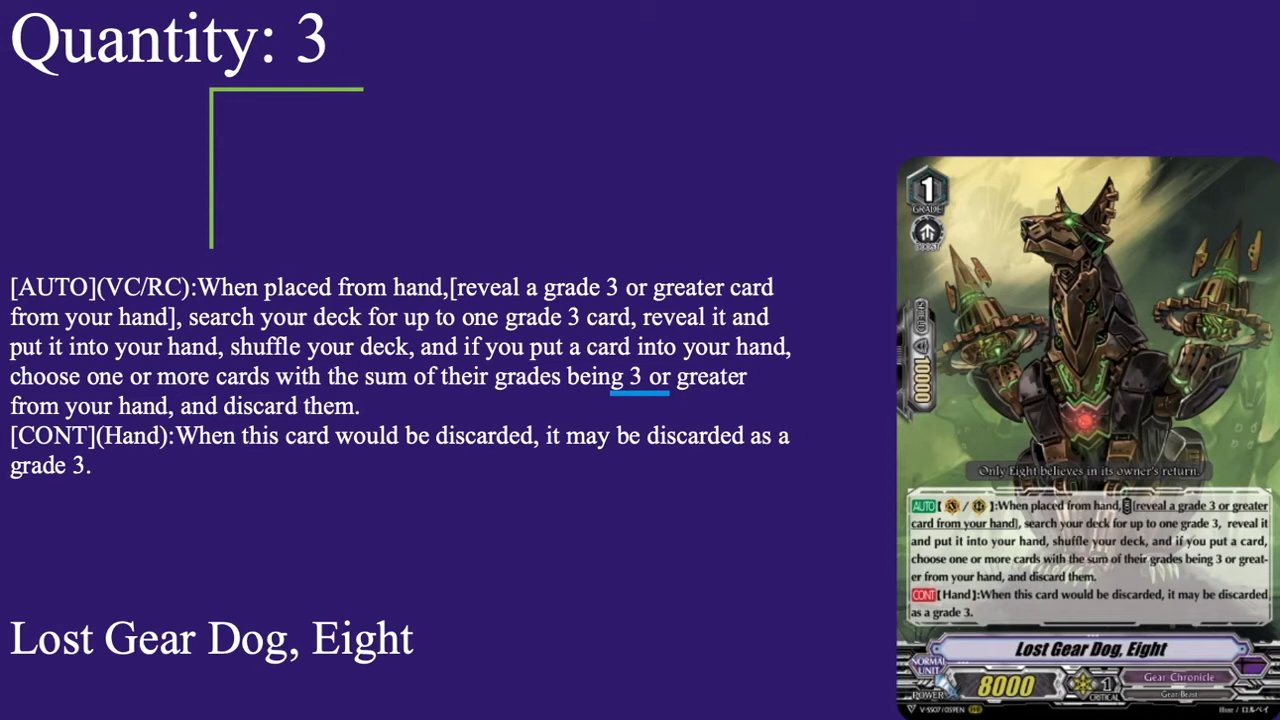 Quantity: 3
[AUTO](VC/RC):When placed from hand,[reveal a grade 3 or greater card
from your hand], search your deck for up to one grade 3 card, reveal it and
put it into your hand, shuffle your deck, and if you put a card into your hand,
choose one or more cards with the sum of their grades being 3 or greater
from your hand, and discard them.
[CONT](Hand):When this card would be discarded, it may be discarded as a
grade 3.
Lost Gear Dog, Eight
1
GRADE
BOOST
SHIELD
10000
Only Eight believes in its owner's return.
AUTO[ / ]:When placed from hand, [reveal a grade 3 or greater
card from your hand], search your deck for up to one grade 3, reveal it
and put it into your hand, shuffle your deck, and if you put a card,
choose one or more cards with the sum of their grades being 3 or great-
er from your hand, and discard them.
CONT[Hand]:When this card would be discarded, it may be discarded
as a grade 3.
Lost Gear Dog, Eight
NORMAL
UNIT
POWER
8000
1
CRITICAL
Gear Chronicle
Gear Beast
V-SS07/059EN